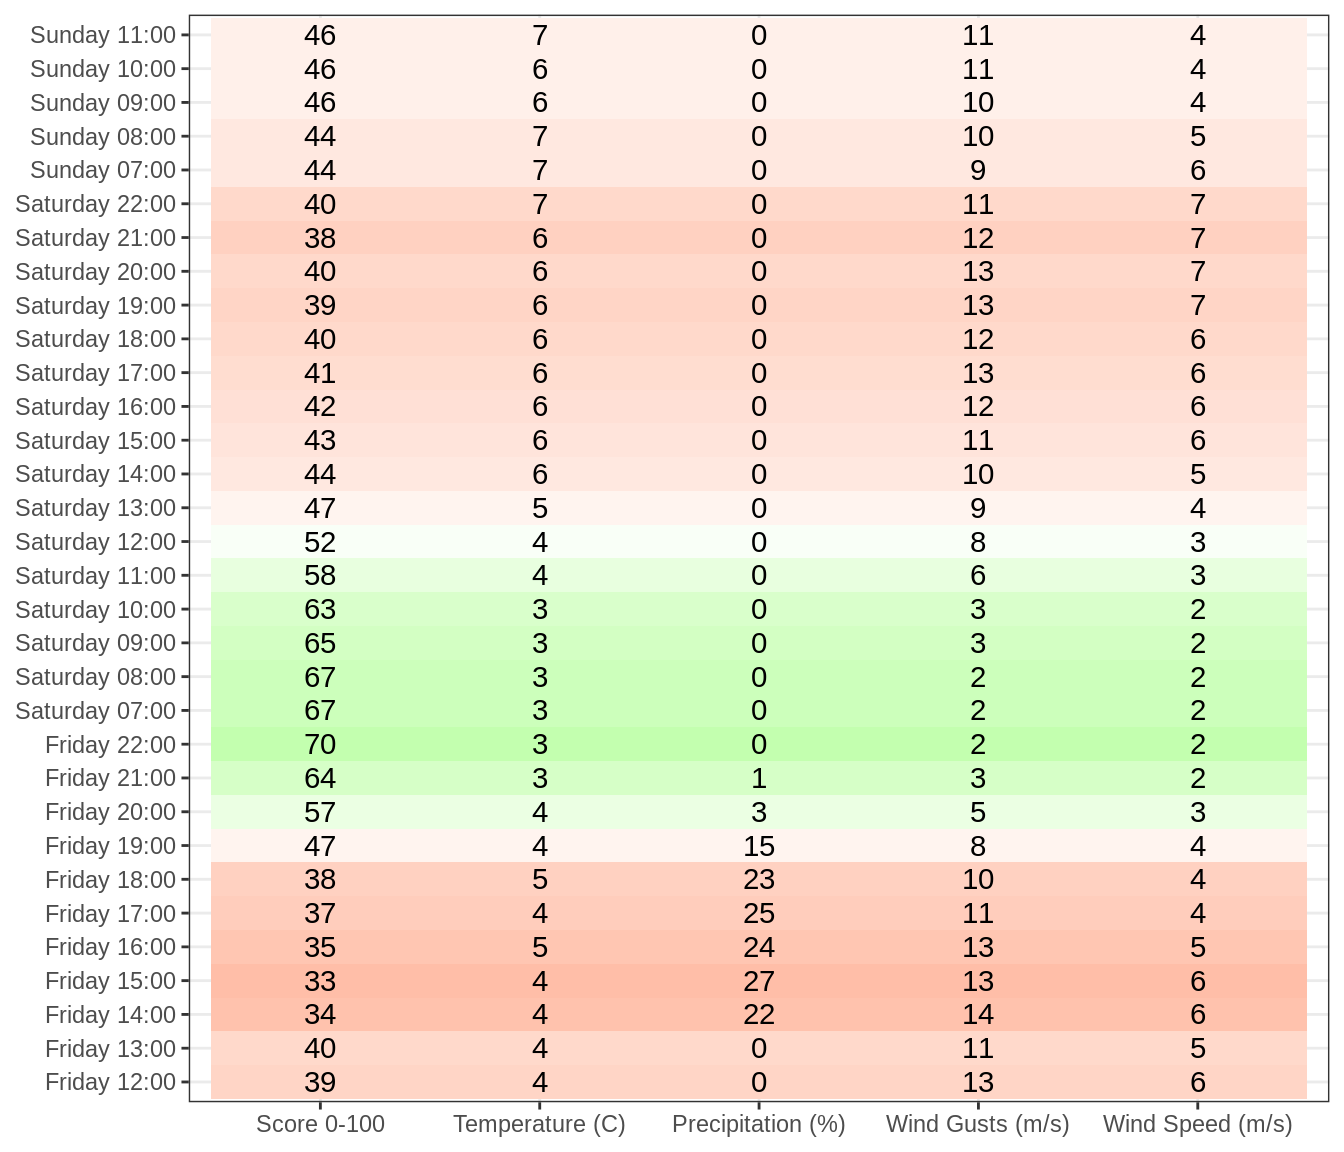 Sunday 11:00 46 7 0 11 4
Sunday 10:00 46 6 0 11 4
Sunday 09:00 46 6 0 10 4
Sunday 08:00 44 7 0 10 5
Sunday 07:00 44 7 0 9 6
Saturday 22:00 40 7 0 11 7
Saturday 21:00 38 6 0 12 7
Saturday 20:00 40 6 0 13 7
Saturday 19:00 39 6 0 13 7
Saturday 18:00 40 6 0 12 6
Saturday 17:00 41 6 0 13 6
Saturday 16:00 42 6 0 12 6
Saturday 15:00 43 6 0 11 6
Saturday 14:00 44 6 0 10 5
Saturday 13:00 47 5 0 9 4
Saturday 12:00 52 4 0 8 3
Saturday 11:00 58 4 0 6 3
Saturday 10:00 63 3 0 3 2
Saturday 09:00 65 3 0 3 2
Saturday 08:00 67 3 0 2 2
Saturday 07:00 67 3 0 2 2
Friday 22:00 70 3 0 2 2
Friday 21:00 64 3 1 3 2
Friday 20:00 57 4 3 5 3
Friday 19:00 47 4 15 8 4
Friday 18:00 38 5 23 10 4
Friday 17:00 37 4 25 11 4
Friday 16:00 35 5 24 13 5
Friday 15:00 33 4 27 13 6
Friday 14:00 34 4 22 14 6
Friday 13:00 40 4 0 11 5
Friday 12:00 39 4 0 13 6
Score 0-100 Temperature (C) Precipitation (%) Wind Gusts (m/s) Wind Speed (m/s)